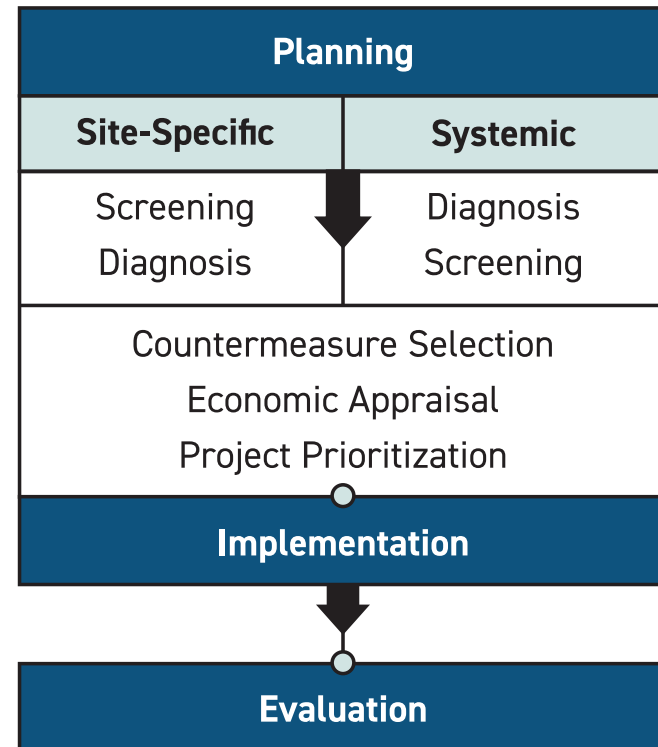 Planning
Site-Specific
Systemic
Screening
Diagnosis
Diagnosis
Screening
Countermeasure Selection
Economic Appraisal
Project Prioritization
Implementation
Evaluation